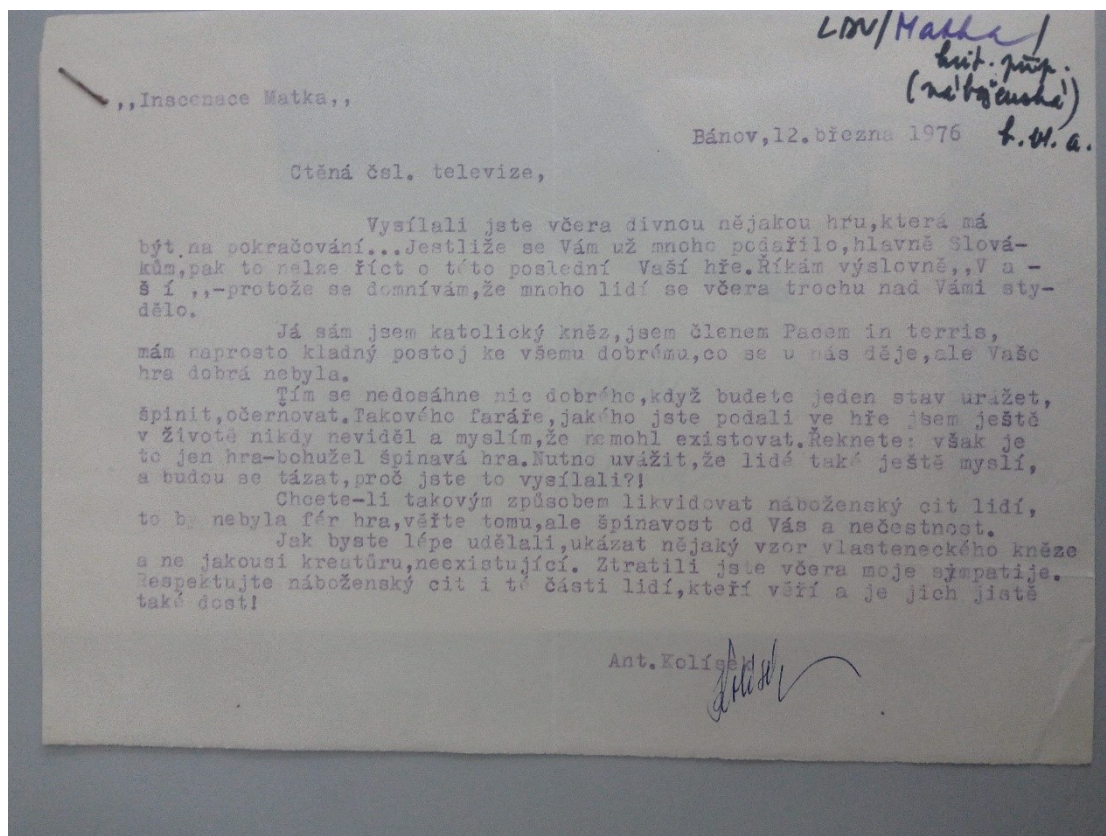 LDV/Matka/
krit. přip.
(náboženská)
,,Inscenace Matka,,
Bánov,12.března 1976
Ctěná čsl. televize,
Vysílali jste včera divnou nějakou hru,která má
být na pokračování...Jestliže se Vám už mnoho podařilo,hlavně Slová-
kům,pak to nelze říct o této poslední Vaší hře.Říkám výslovně,,V a -
š í ,,-protože se domnívám,že mnoho lidí se včera trochu nad Vámi sty-
dělo.
Já sám jsem katolický kněz,jsem členem Pacem in terris,
mám naprosto kladný postoj ke všemu dobrému,co se u nás děje,ale Vaše
hra dobrá nebyla.
Tím se nedosáhne nic dobrého,když budete jeden stav urážet,
špinit,očerňovat.Takového faráře,jakého jste podali ve hře jsem ještě
v životě nikdy neviděl a myslím,že nemohl existovat.Řeknete: však je
to jen hra-bohužel špinavá hra.Nutno uvážit,že lidé také ještě myslí,
a budou se tázat,proč jste to vysílali?!
Chcete-li takovým způsobem likvidovat náboženský cit lidí,
to by nebyla fér hra,věřte tomu,ale špinavost od Vás a nečestnost.
Jak byste lépe udělali,ukázat nějaký vzor vlasteneckého kněze
a ne jakousi kreatúru,neexistující. Ztratili jste včera moje sympatije.
Respektujte náboženský cit i té části lidí,kteří věří a je jich jistě
také dost!
Ant.Kolísek